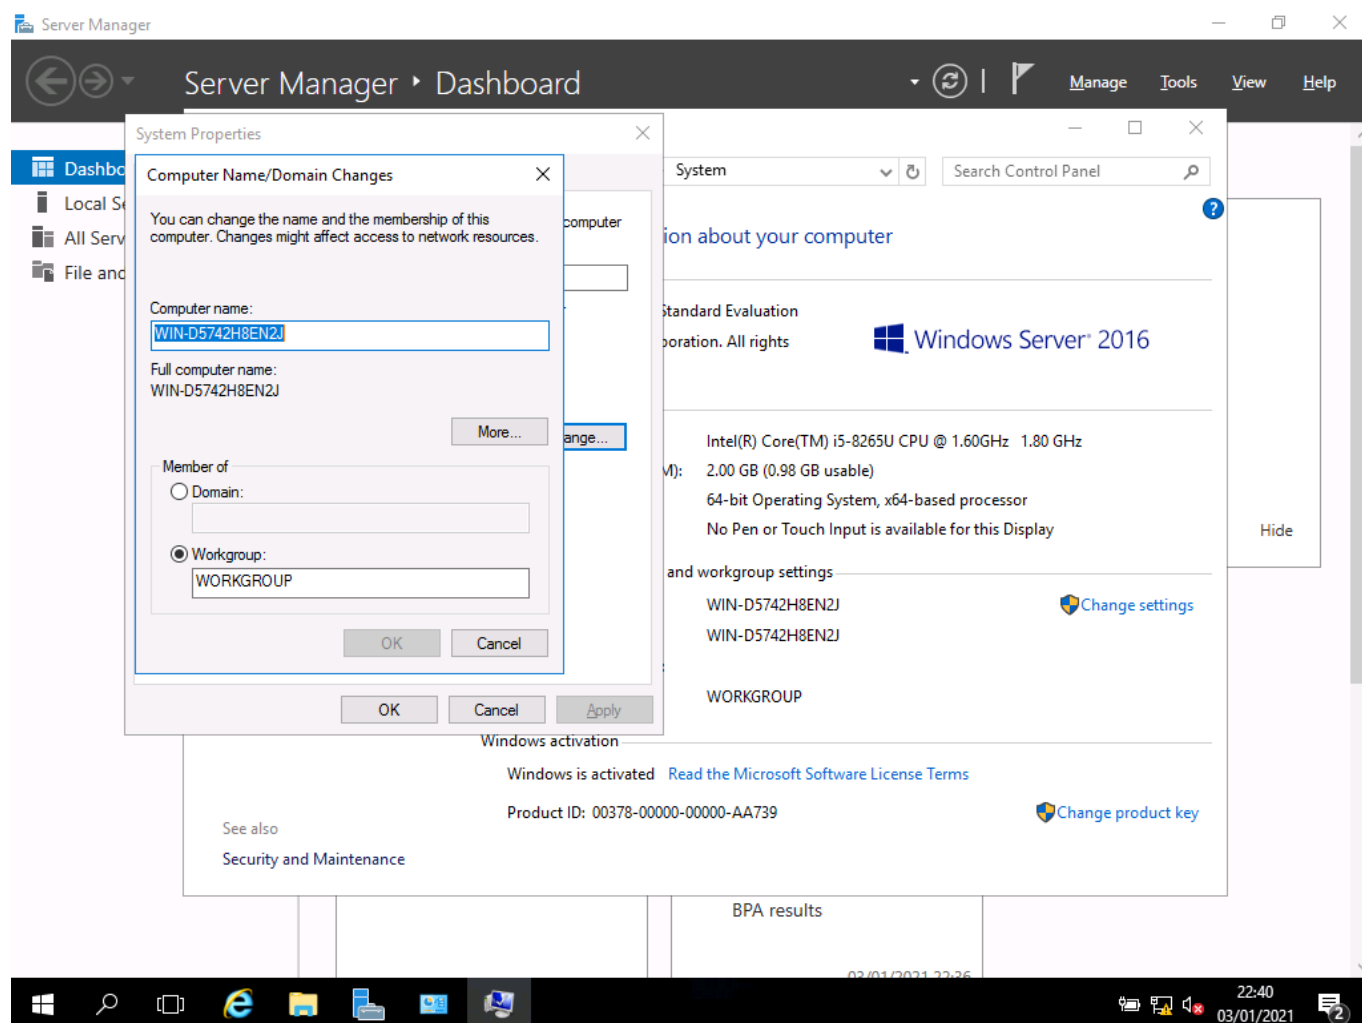 Server Manager
Server Manager ‣ Dashboard
Manage Tools View Help
System Properties
Dashbo
Local Se
All Serv
File and
Computer Name/Domain Changes
You can change the name and the membership of this
computer. Changes might affect access to network resources.
Computer name:
WIN-D5742H8EN2J
Full computer name:
WIN-D5742H8EN2J
More...
Member of
Domain:
Workgroup:
WORKGROUP
OK Cancel
computer
ange...
OK Cancel Apply
System
Search Control Panel
ion about your computer
Standard Evaluation
poration. All rights
Windows Server® 2016
Intel(R) Core(TM) i5-8265U CPU @ 1.60GHz 1.80 GHz
M): 2.00 GB (0.98 GB usable)
64-bit Operating System, x64-based processor
No Pen or Touch Input is available for this Display
Hide
and workgroup settings
WIN-D5742H8EN2J
Change settings
WIN-D5742H8EN2J
WORKGROUP
Windows activation
Windows is activated Read the Microsoft Software License Terms
Product ID: 00378-00000-00000-AA739
Change product key
See also
Security and Maintenance
BPA results
03/01/2021 22:36
22:40
03/01/2021
2